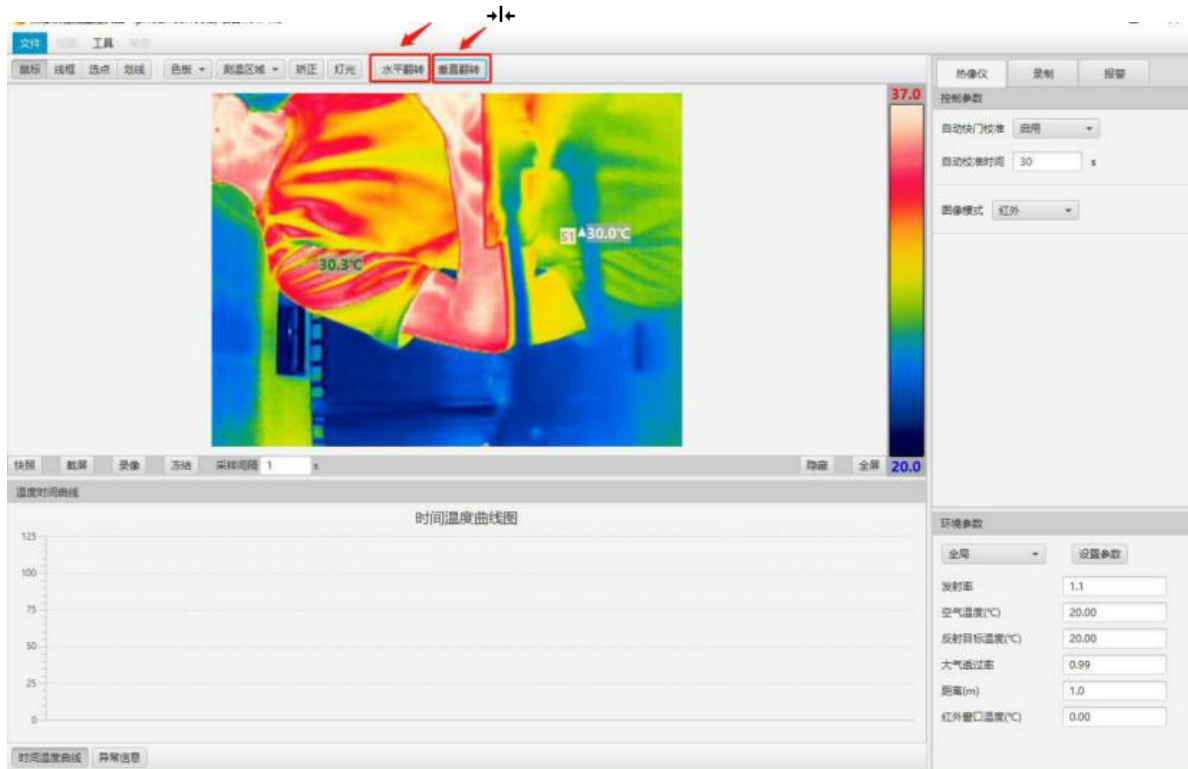 文件 工具
鼠标 线框 选点 划线 色板 测温区域 矫正 灯光 水平翻转 垂直翻转
热像仪 录制 报警
37.0
控制参数
自动快门校准 启用
自动校准时间 30 s
图像模式 红外
S1 30.0℃
30.3℃
快照 截屏 录像 冻结 采样间隔 1 s 隐藏 全屏 20.0
温度时间曲线
时间温度曲线图
125
100
75
50
25
0
环境参数
全局 设置参数
发射率 1.1
空气温度(℃) 20.00
反射目标温度(℃) 20.00
大气透过率 0.99
距离(m) 1.0
红外窗口温度(℃) 0.00
时间温度曲线 异常信息